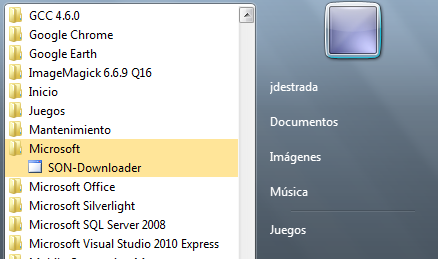 GCC 4.6.0
Google Chrome
Google Earth
ImageMagick 6.6.9 Q16
Inicio
Juegos
Mantenimiento
Microsoft
SON-Downloader
Microsoft Office
Microsoft Silverlight
Microsoft SQL Server 2008
Microsoft Visual Studio 2010 Express
jdestrada
Documentos
Imágenes
Música
Juegos